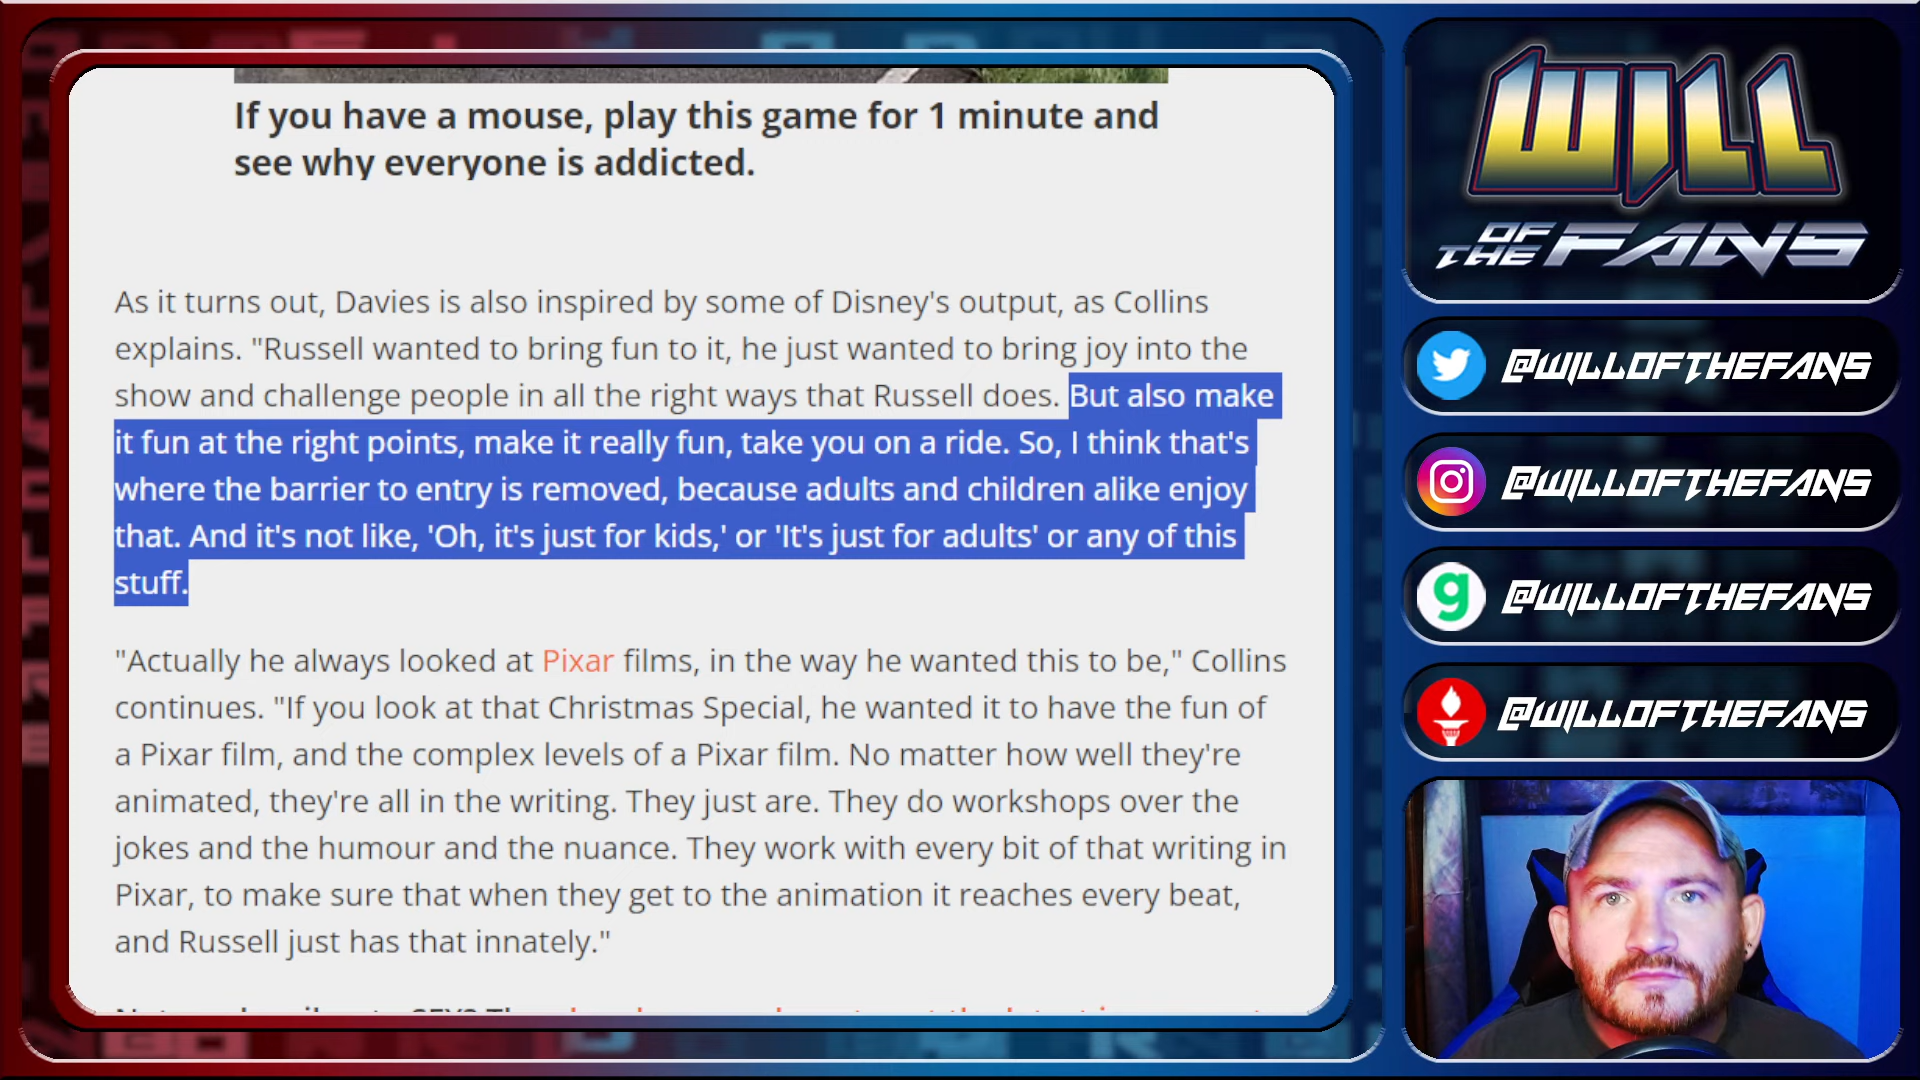 If you have a mouse, play this game for 1 minute and
see why everyone is addicted.
As it turns out, Davies is also inspired by some of Disney's output, as Collins
explains. "Russell wanted to bring fun to it, he just wanted to bring joy into the
show and challenge people in all the right ways that Russell does. But also make
it fun at the right points, make it really fun, take you on a ride. So, I think that's
where the barrier to entry is removed, because adults and children alike enjoy
that. And it's not like, 'Oh, it's just for kids,' or 'It's just for adults' or any of this
stuff.
"Actually he always looked at Pixar films, in the way he wanted this to be," Collins
continues. "If you look at that Christmas Special, he wanted it to have the fun of
a Pixar film, and the complex levels of a Pixar film. No matter how well they're
animated, they're all in the writing. They just are. They do workshops over the
jokes and the humour and the nuance. They work with every bit of that writing in
Pixar, to make sure that when they get to the animation it reaches every beat,
and Russell just has that innately."
WILL
OF THE FANS
@WILLOFTHEFANS
@WILLOFTHEFANS
g @WILLOFTHEFANS
@WILLOFTHEFANS